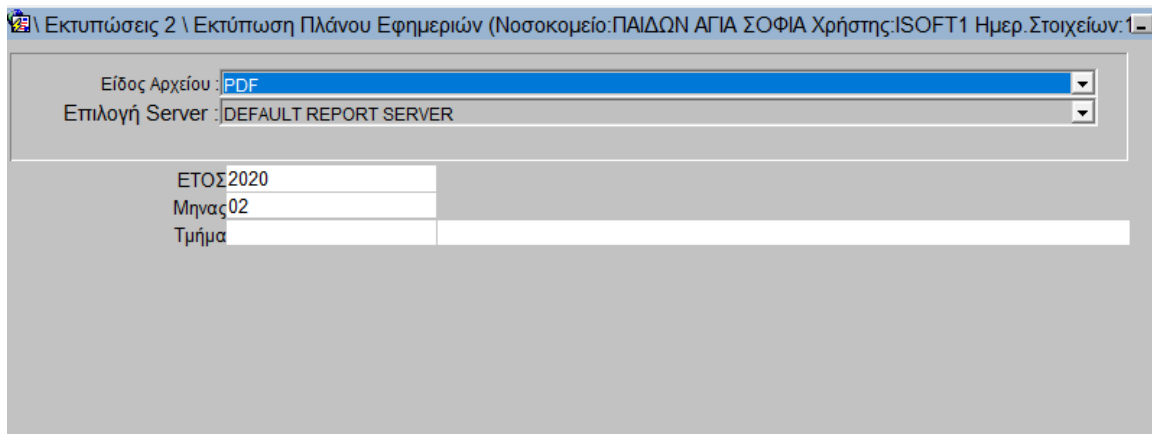 \ Εκτυπώσεις 2 \ Εκτύπωση Πλάνου Εφημεριών (Νοσοκομείο:ΠΑΙΔΩΝ ΑΓΙΑ ΣΟΦΙΑ Χρήστης:ISOFT1 Ημερ.Στοιχείων:1
Είδος Αρχείου : PDF
Επιλογή Server : DEFAULT REPORT SERVER
ΕΤΟΣ 2020
Μηνας 02
Τμήμα